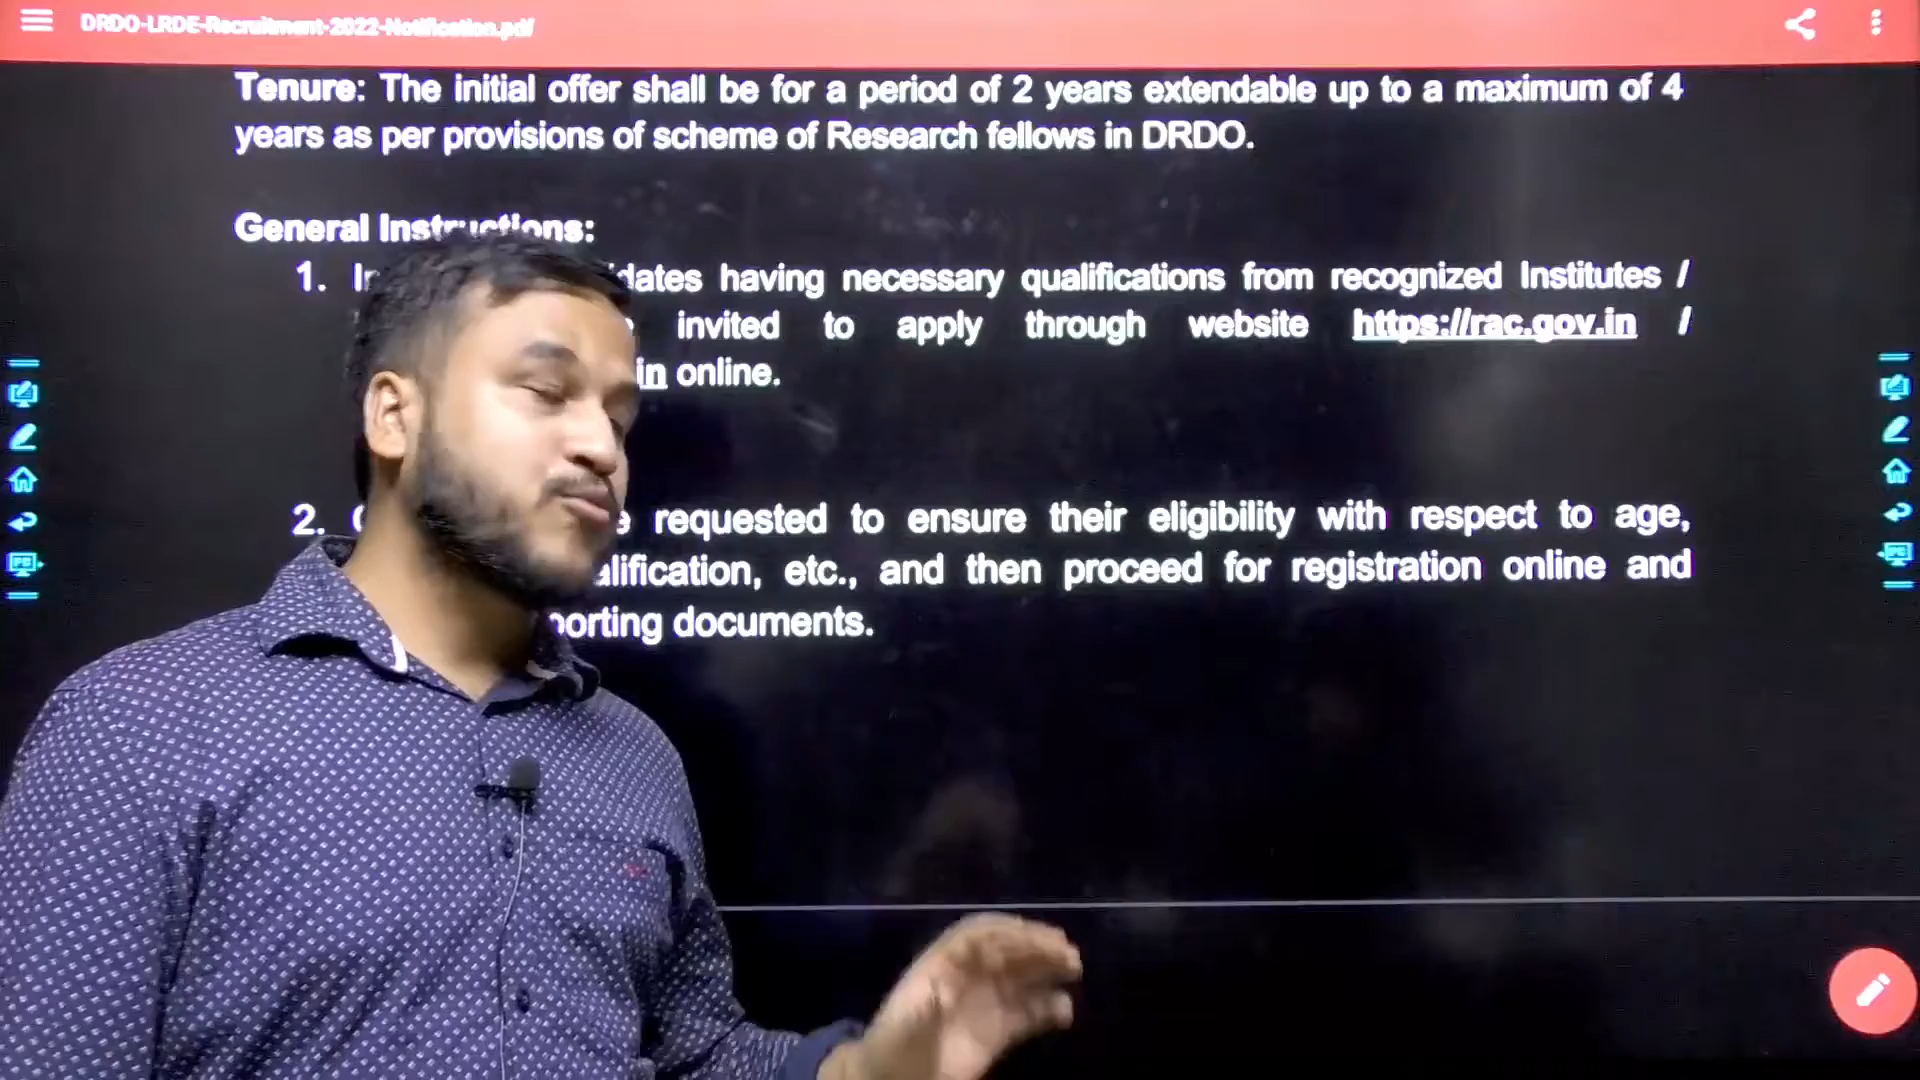 DRDO-LRDE-Recruitment-2022-Notification.pdf
Tenure: The initial offer shall be for a period of 2 years extendable up to a maximum of 4
years as per provisions of scheme of Research fellows in DRDO.
General Instructions:
1. having necessary qualifications from recognized Institutes /
invited to apply through website https://rac.gov.in /
in online.
2. requested to ensure their eligibility with respect to age,
etc., and then proceed for registration online and
documents.